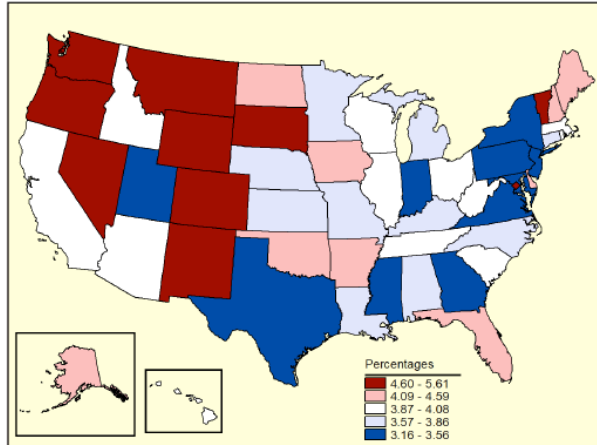 Percentages
4.60 - 5.61
4.09 - 4.59
3.87 - 4.08
3.57 - 3.86
3.16 - 3.56